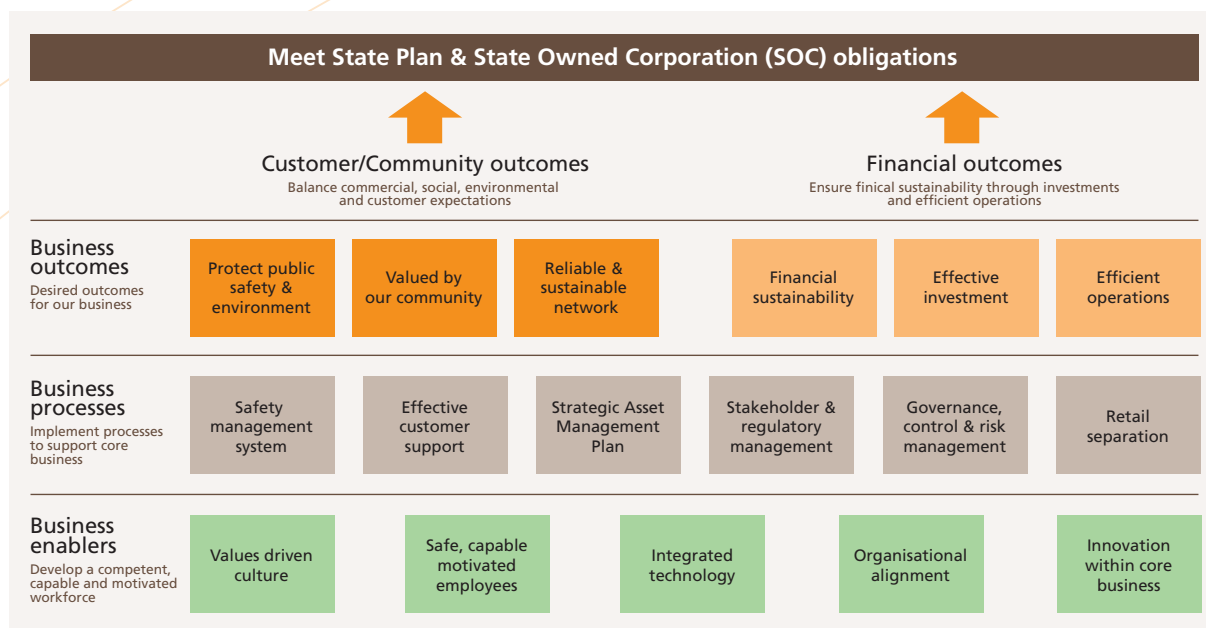 Meet State Plan & State Owned Corporation (SOC) obligations
Customer/Community outcomes
Balance commercial, social, environmental
and customer expectations
Financial outcomes
Ensure finical sustainability through investments
and efficient operations
Business
outcomes
Desired outcomes
for our business
Protect public
safety &
environment
Valued by
our community
Reliable &
sustainable
network
Financial
sustainability
Effective
investment
Efficient
operations
Business
processes
Implement processes
to support core
business
Safety
management
system
Effective
customer
support
Strategic Asset
Management
Plan
Stakeholder &
regulatory
management
Governance,
control & risk
management
Retail
separation
Business
enablers
Develop a competent,
capable and motivated
workforce
Values driven
culture
Safe, capable
motivated
employees
Integrated
technology
Organisational
alignment
Innovation
within core
business